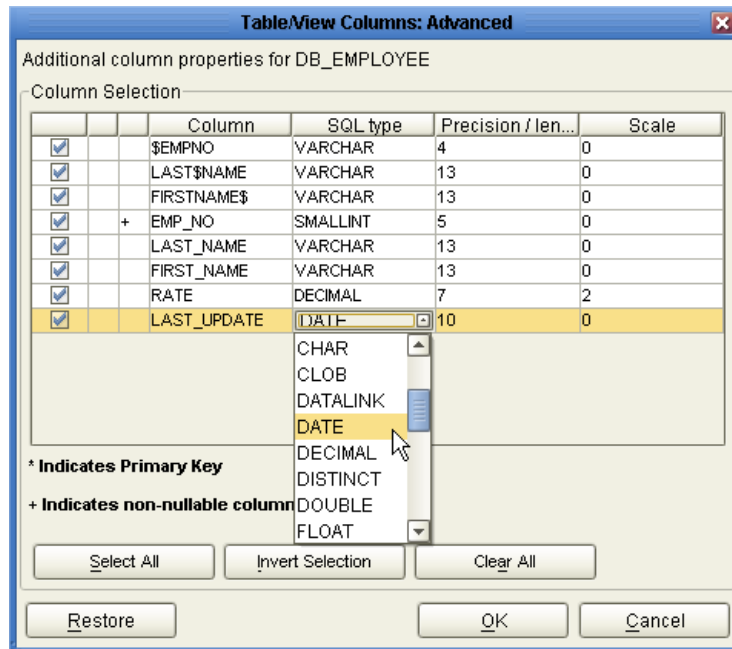 Table/View Columns: Advanced
Additional column properties for DB_EMPLOYEE
Column Selection
Column SQL type Precision / len... Scale
$EMPNO VARCHAR 4 0
LAST$NAME VARCHAR 13 0
FIRSTNAME$ VARCHAR 13 0
+ EMP_NO SMALLINT 5 0
LAST_NAME VARCHAR 13 0
FIRST_NAME VARCHAR 13 0
RATE DECIMAL 7 2
LAST_UPDATE DATE 10 0
CHAR
CLOB
DATALINK
DATE
DECIMAL
DISTINCT
DOUBLE
FLOAT
* Indicates Primary Key
+ Indicates non-nullable column
Select All Invert Selection Clear All
Restore OK Cancel